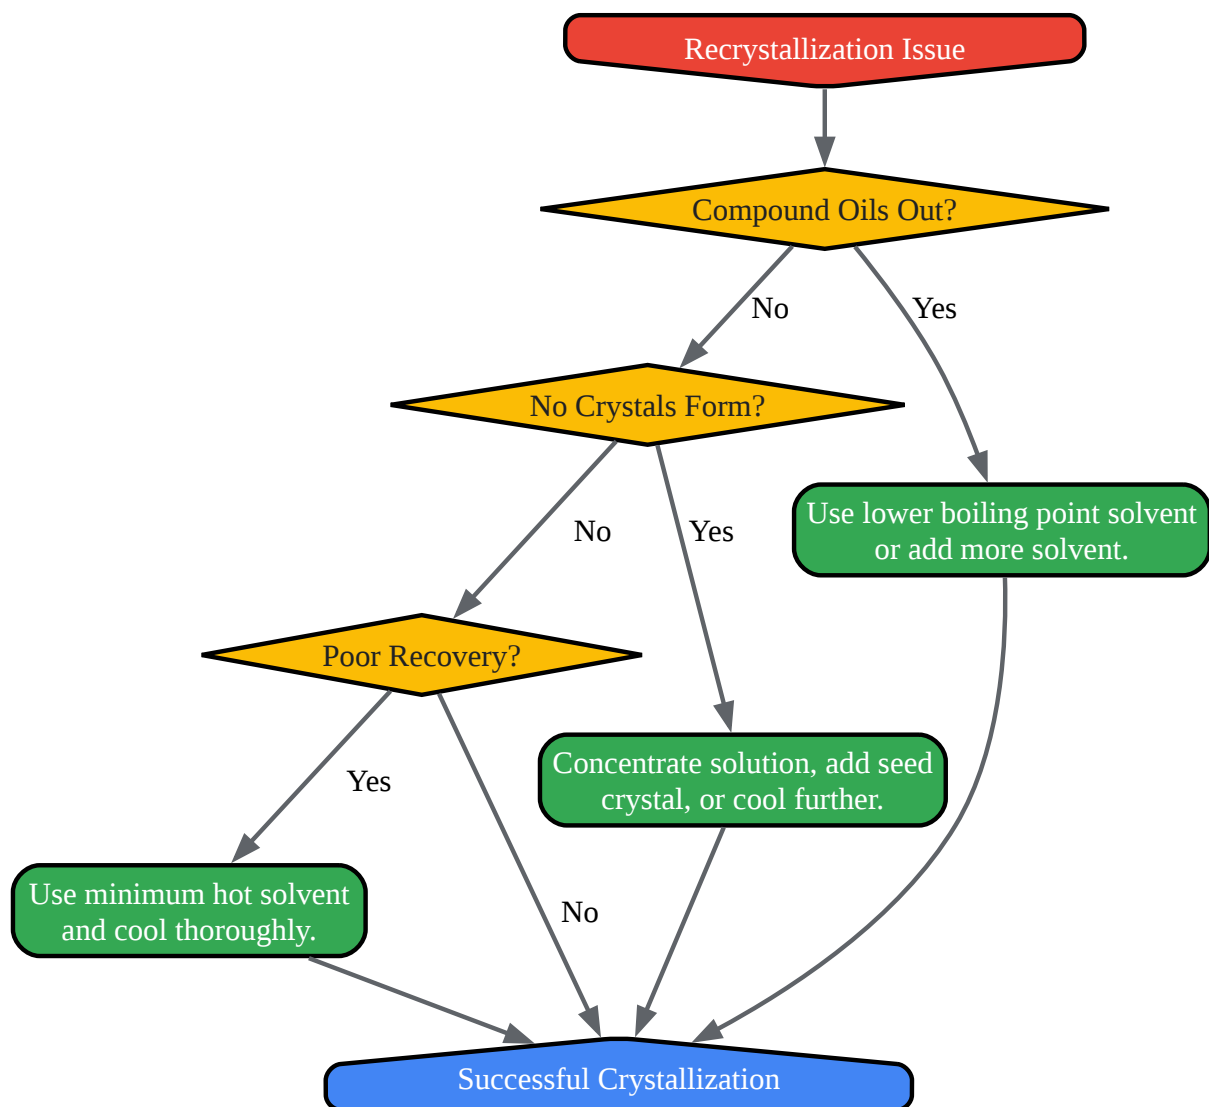 Recrystallization Issue
Compound Oils Out?
No
Yes
No Crystals Form?
Use lower boiling point solvent
or add more solvent.
No
Yes
Poor Recovery?
Concentrate solution, add seed
crystal, or cool further.
Yes
Use minimum hot solvent
and cool thoroughly.
No
Successful Crystallization